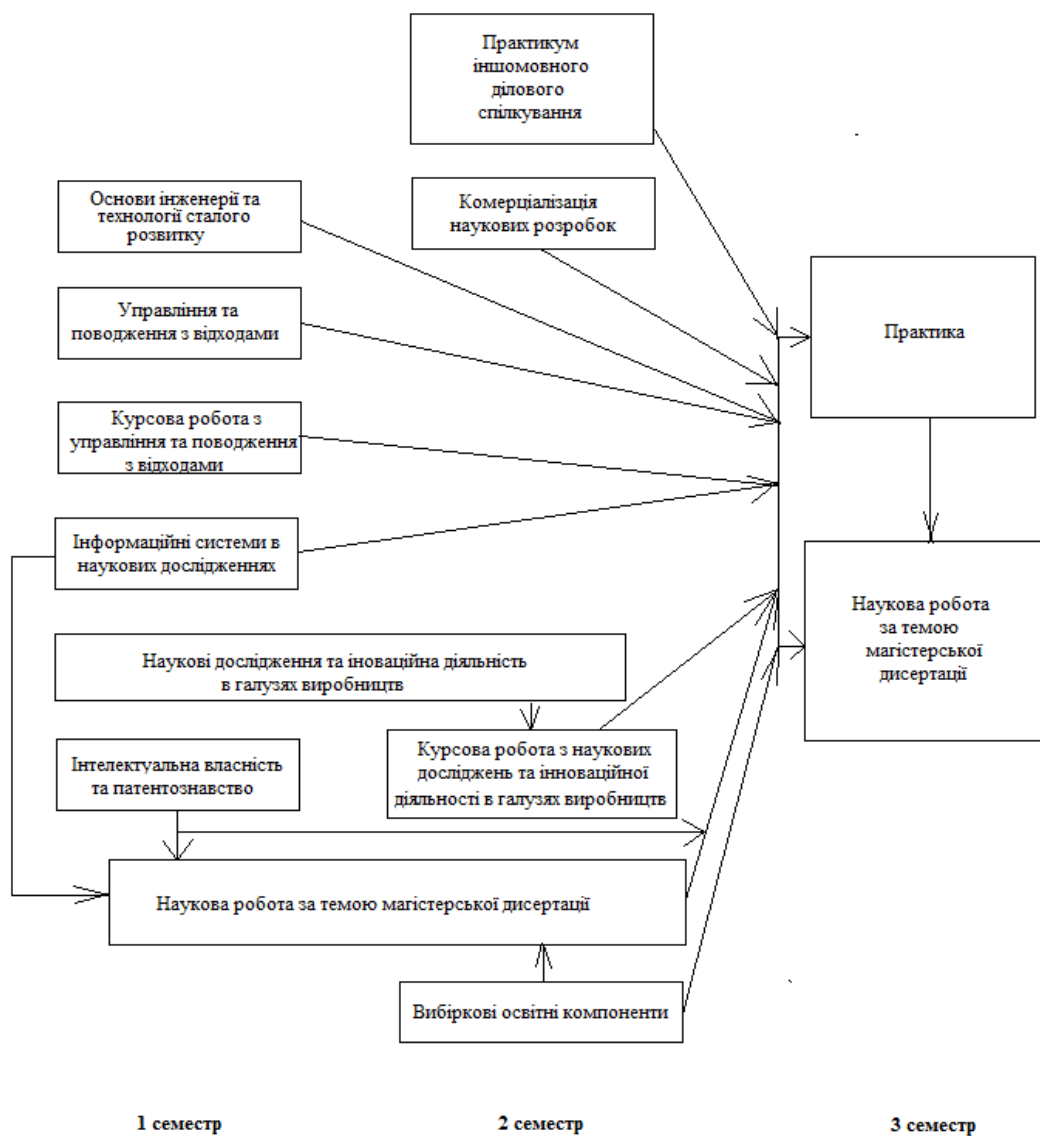 Практикум
іншомовного
ділового
спілкування
Основи інженерії та
технології сталого
розвитку
Комерціалізація
наукових розробок
Управління та
поводження з відходами
Практика
Курсова робота з
управління та поводження
з відходами
Інформаційні системи в
наукових дослідженнях
Наукова робота
за темою
магістерської
дисертації
Наукові дослідження та іноваційна діяльність
в галузях виробництв
Інтелектуальна власність
та патентознавство
Курсова робота з наукових
досліджень та інноваційної
діяльності в галузях виробництв
Наукова робота за темою магістерської дисертації
Вибіркові освітні компоненти
1 семестр
2 семестр
3 семестр